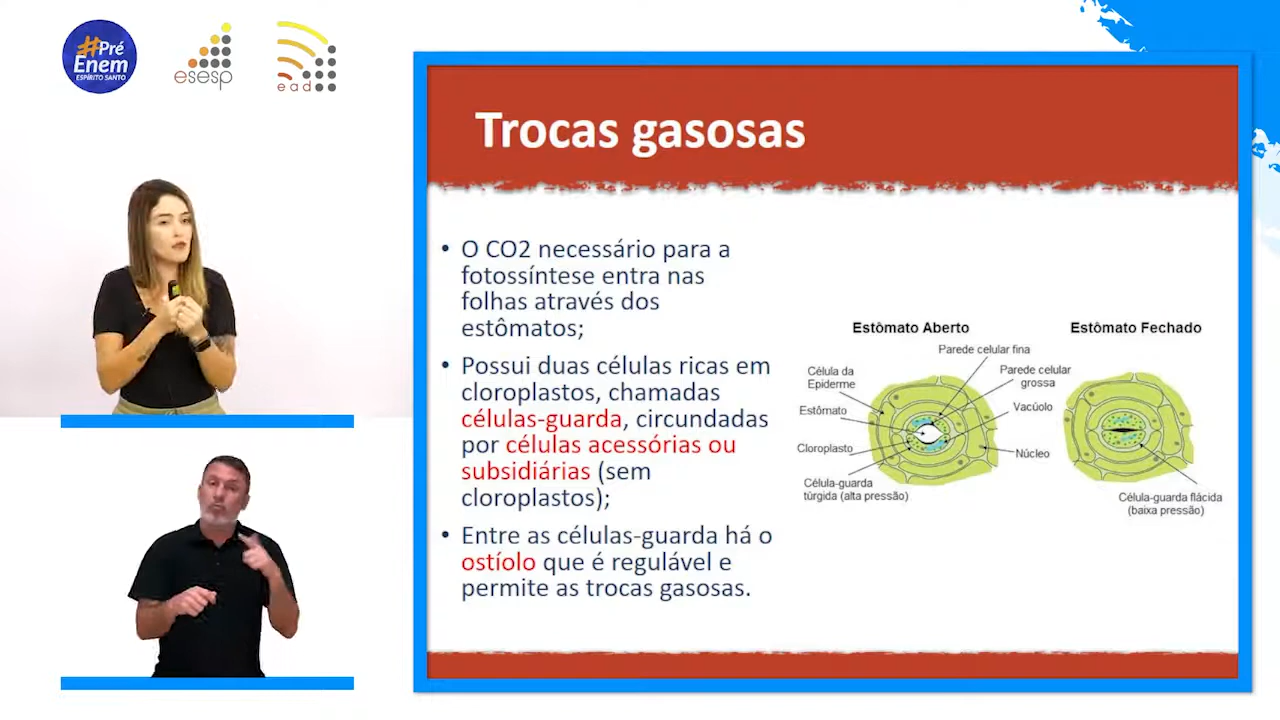 #Pré
Enem
ESPÍRITO SANTO
esesp
ead
Trocas gasosas
• O CO2 necessário para a
fotossíntese entra nas
folhas através dos
estômatos;
• Possui duas células ricas em
cloroplastos, chamadas
células-guarda, circundadas
por células acessórias ou
subsidiárias (sem
cloroplastos);
• Entre as células-guarda há o
ostíolo que é regulável e
permite as trocas gasosas.
Estômato Aberto
Parede celular fina
Célula da
Epiderme
Parede celular
grossa
Estômato
Vacúolo
Cloroplasto
Núcleo
Célula-guarda
túrgida (alta pressão)
Estômato Fechado
Célula-guarda flácida
(baixa pressão)